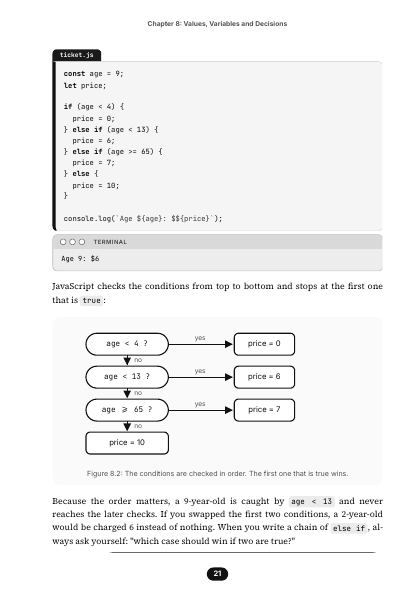 Chapter 8: Values, Variables and Decisions
ticket.js
const age = 9;
let price;
if (age < 4) {
  price = 0;
} else if (age < 13) {
  price = 6;
} else if (age >= 65) {
  price = 7;
} else {
  price = 10;
}
console.log(`Age ${age}: $${price}`);
TERMINAL
Age 9: $6
JavaScript checks the conditions from top to bottom and stops at the first one
that is true :
age < 4 ?
yes
price = 0
no
age < 13 ?
yes
price = 6
no
age ⩾ 65 ?
yes
price = 7
no
price = 10
Figure 8.2: The conditions are checked in order. The first one that is true wins.
Because the order matters, a 9-year-old is caught by age < 13 and never
reaches the later checks. If you swapped the first two conditions, a 2-year-old
would be charged 6 instead of nothing. When you write a chain of else if, al-
ways ask yourself: "which case should win if two are true?"
21